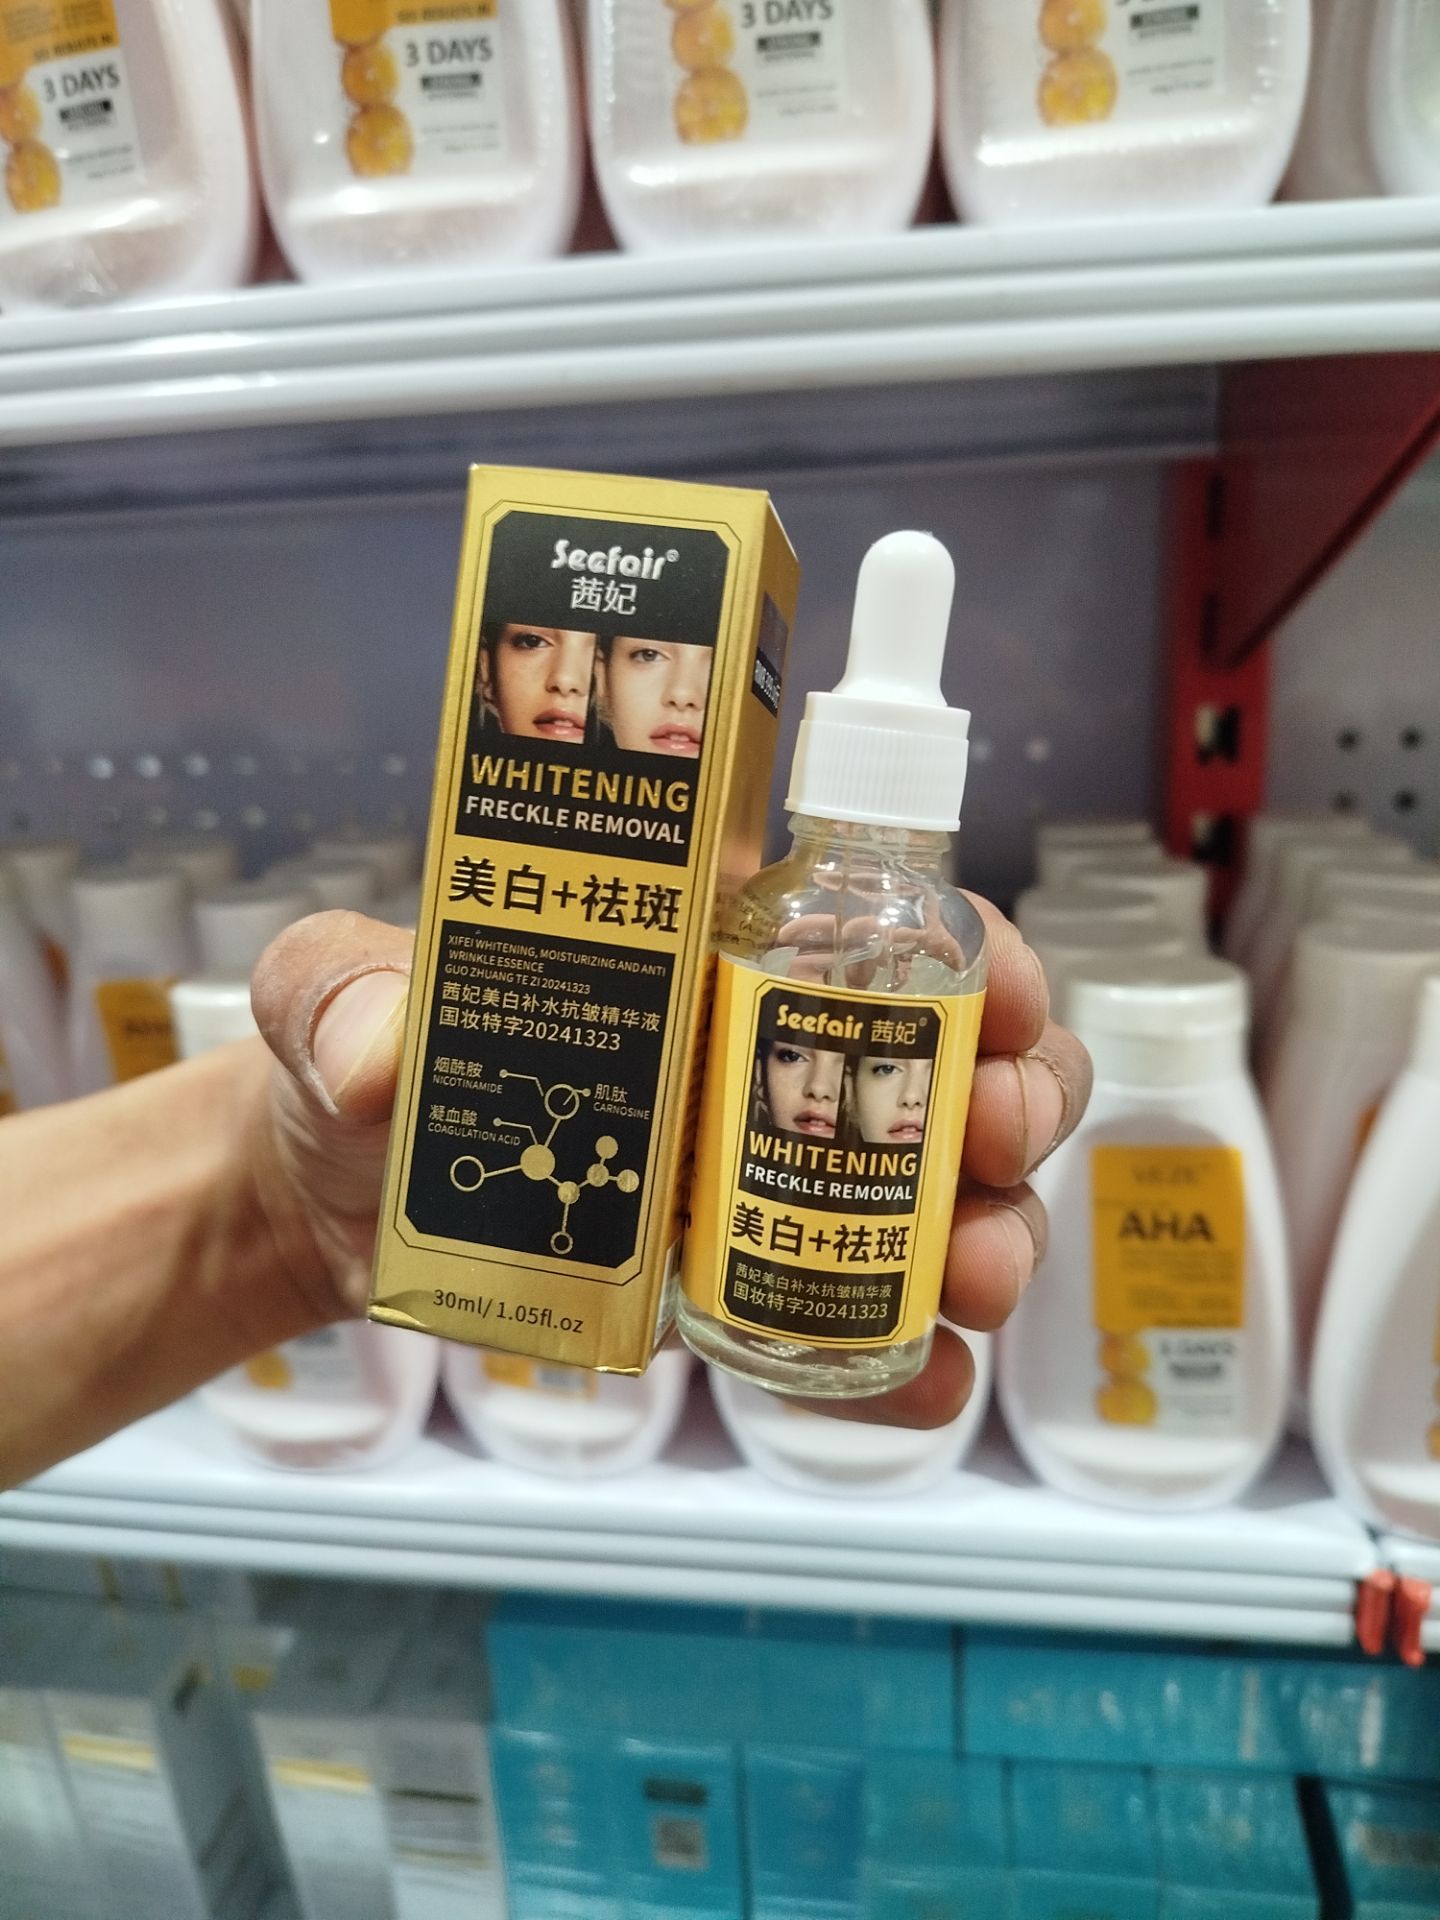 3 DAYS
3 DAYS
3 DAYS
Seefair®
茜妃
WHITENING
FRECKLE REMOVAL
美白+祛斑
XIFEI WHITENING, MOISTURIZING AND ANTI
WRINKLE ESSENCE
GUO ZHUANG TE ZI 20241323
茜妃美白补水抗皱精华液
国妆特字20241323
烟酰胺
NICOTINAMIDE
肌肽
CARNOSINE
凝血酸
COAGULATION ACID
30ml/1.05fl.oz
Seefair 茜妃®
WHITENING
FRECKLE REMOVAL
美白+祛斑
茜妃美白补水抗皱精华液
国妆特字20241323
AHA
3 DAYS